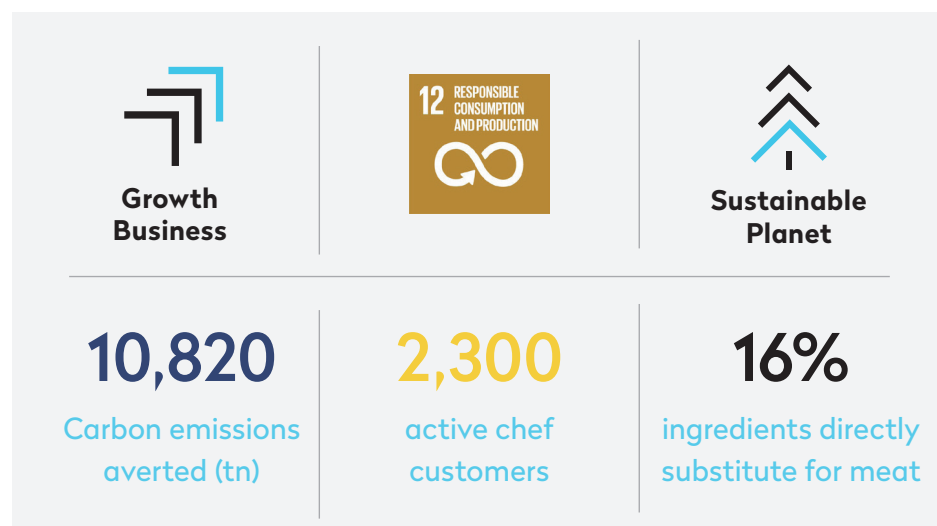 Growth
Business
12 RESPONSIBLE
CONSUMPTION
AND PRODUCTION
Sustainable
Planet
10,820
Carbon emissions
averted (tn)
2,300
active chef
customers
16%
ingredients directly
substitute for meat